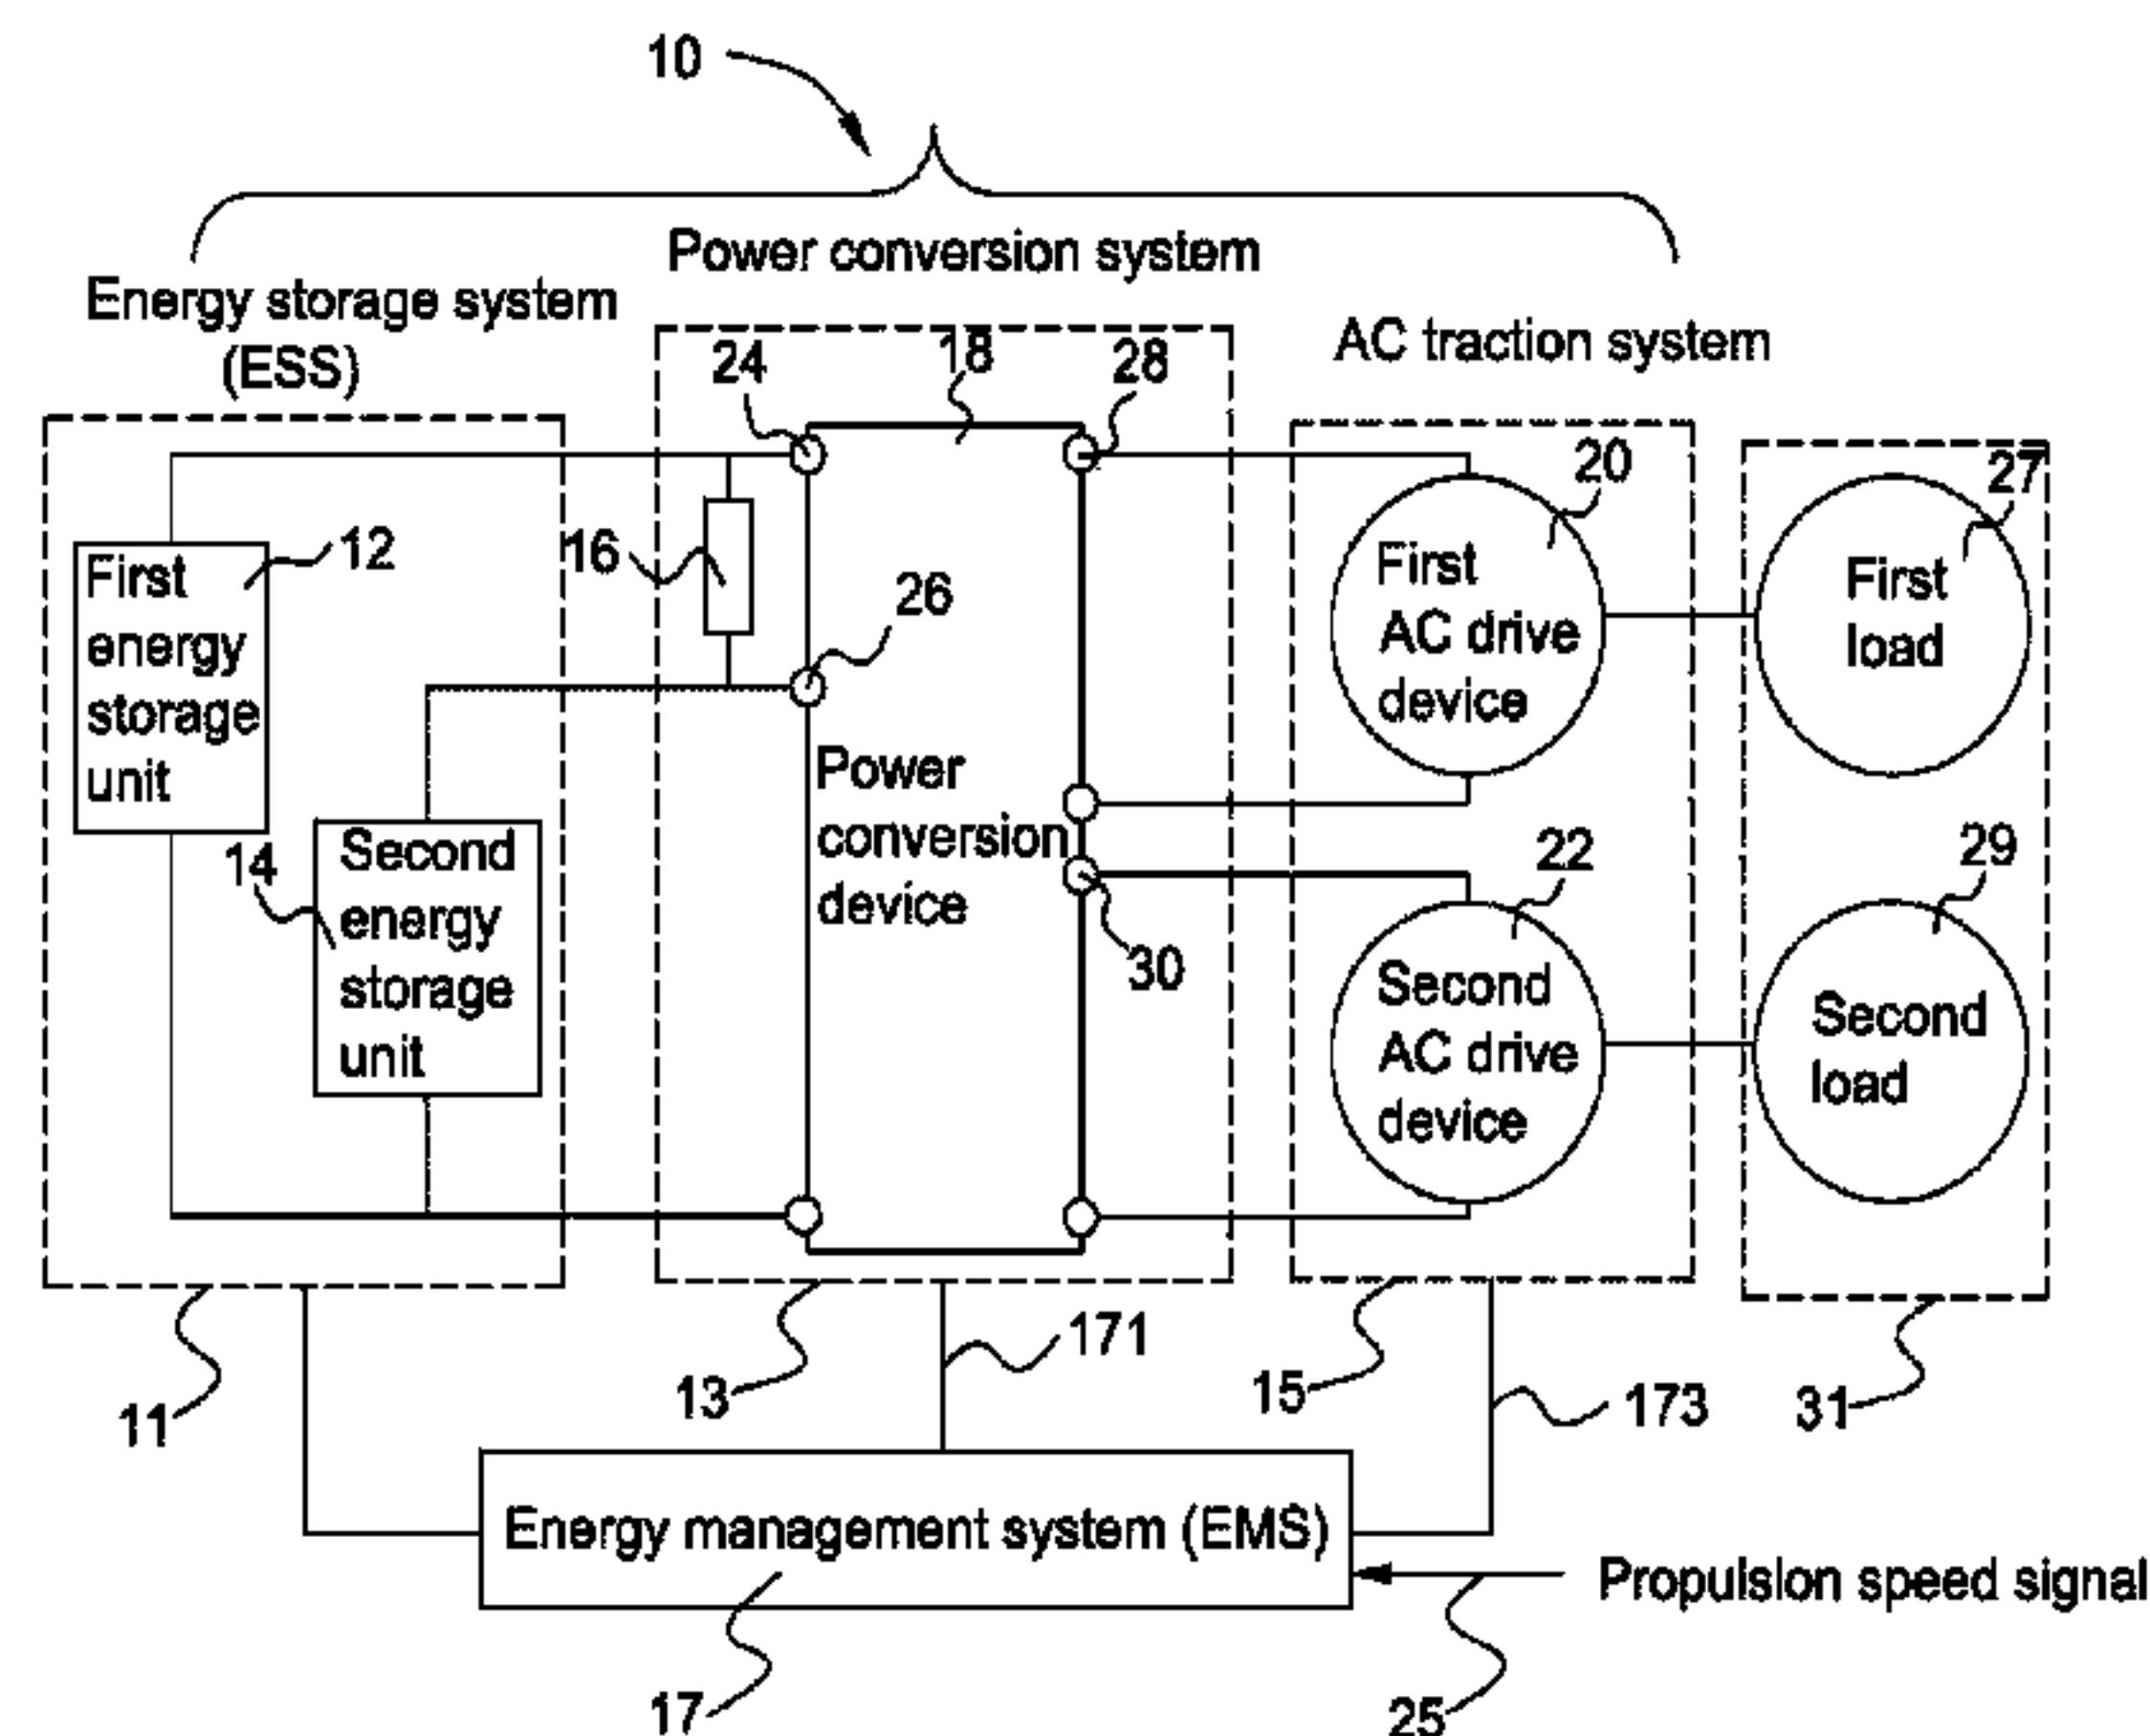 10
Power conversion system
Energy storage system
(ESS)
AC traction system
24
18
28
20
27
12
16
26
First
energy
storage
unit
First
AC drive
device
First
load
Power
conversion
device
14
Second
energy
storage
unit
22
29
30
Second
AC drive
device
Second
load
11
13
171
15
173
31
Energy management system (EMS)
Propulsion speed signal
17
25